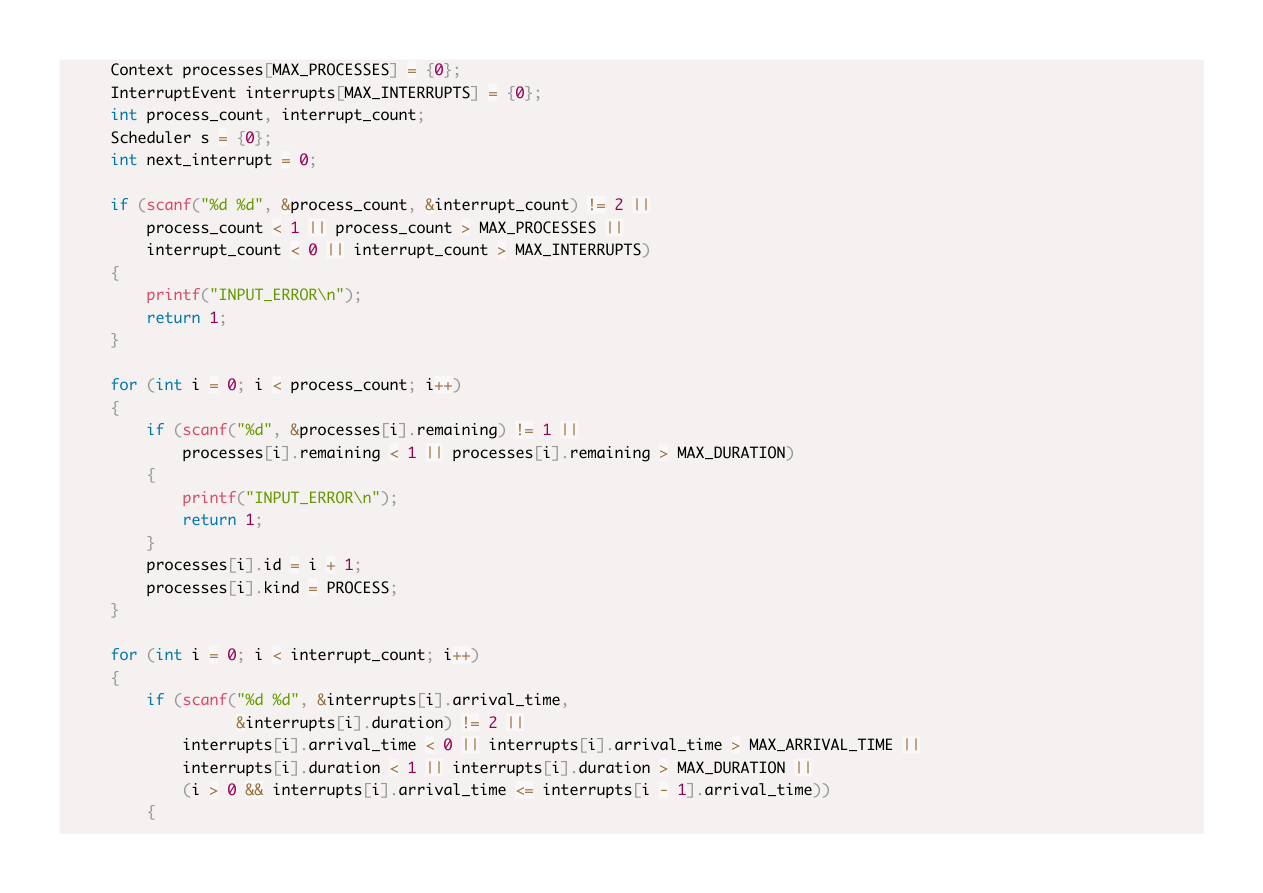 Context processes[MAX_PROCESSES] = {0};
InterruptEvent interrupts[MAX_INTERRUPTS] = {0};
int process_count, interrupt_count;
Scheduler s = {0};
int next_interrupt = 0;

if (scanf("%d %d", &process_count, &interrupt_count) != 2 ||
    process_count < 1 || process_count > MAX_PROCESSES ||
    interrupt_count < 0 || interrupt_count > MAX_INTERRUPTS)
{
    printf("INPUT_ERROR\n");
    return 1;
}

for (int i = 0; i < process_count; i++)
{
    if (scanf("%d", &processes[i].remaining) != 1 ||
        processes[i].remaining < 1 || processes[i].remaining > MAX_DURATION)
    {
        printf("INPUT_ERROR\n");
        return 1;
    }
    processes[i].id = i + 1;
    processes[i].kind = PROCESS;
}

for (int i = 0; i < interrupt_count; i++)
{
    if (scanf("%d %d", &interrupts[i].arrival_time,
              &interrupts[i].duration) != 2 ||
        interrupts[i].arrival_time < 0 || interrupts[i].arrival_time > MAX_ARRIVAL_TIME ||
        interrupts[i].duration < 1 || interrupts[i].duration > MAX_DURATION ||
        (i > 0 && interrupts[i].arrival_time <= interrupts[i - 1].arrival_time))
    {